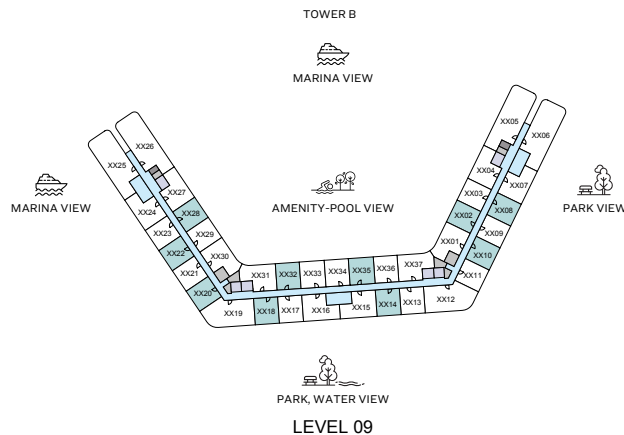 TOWER B
MARINA VIEW
XX05
XX06
XX26
XX25
XX04
XX07
XX27
XX03
MARINA VIEW
AMENITY-POOL VIEW
PARK VIEW
XX24
XX28
XX02
XX08
XX23
XX29
XX09
XX22
XX30
XX01
XX10
XX21
XX31
XX32
XX33
XX34
XX35
XX36
XX37
XX11
XX20
XX19
XX18
XX17
XX16
XX15
XX14
XX13
XX12
PARK, WATER VIEW
LEVEL 09